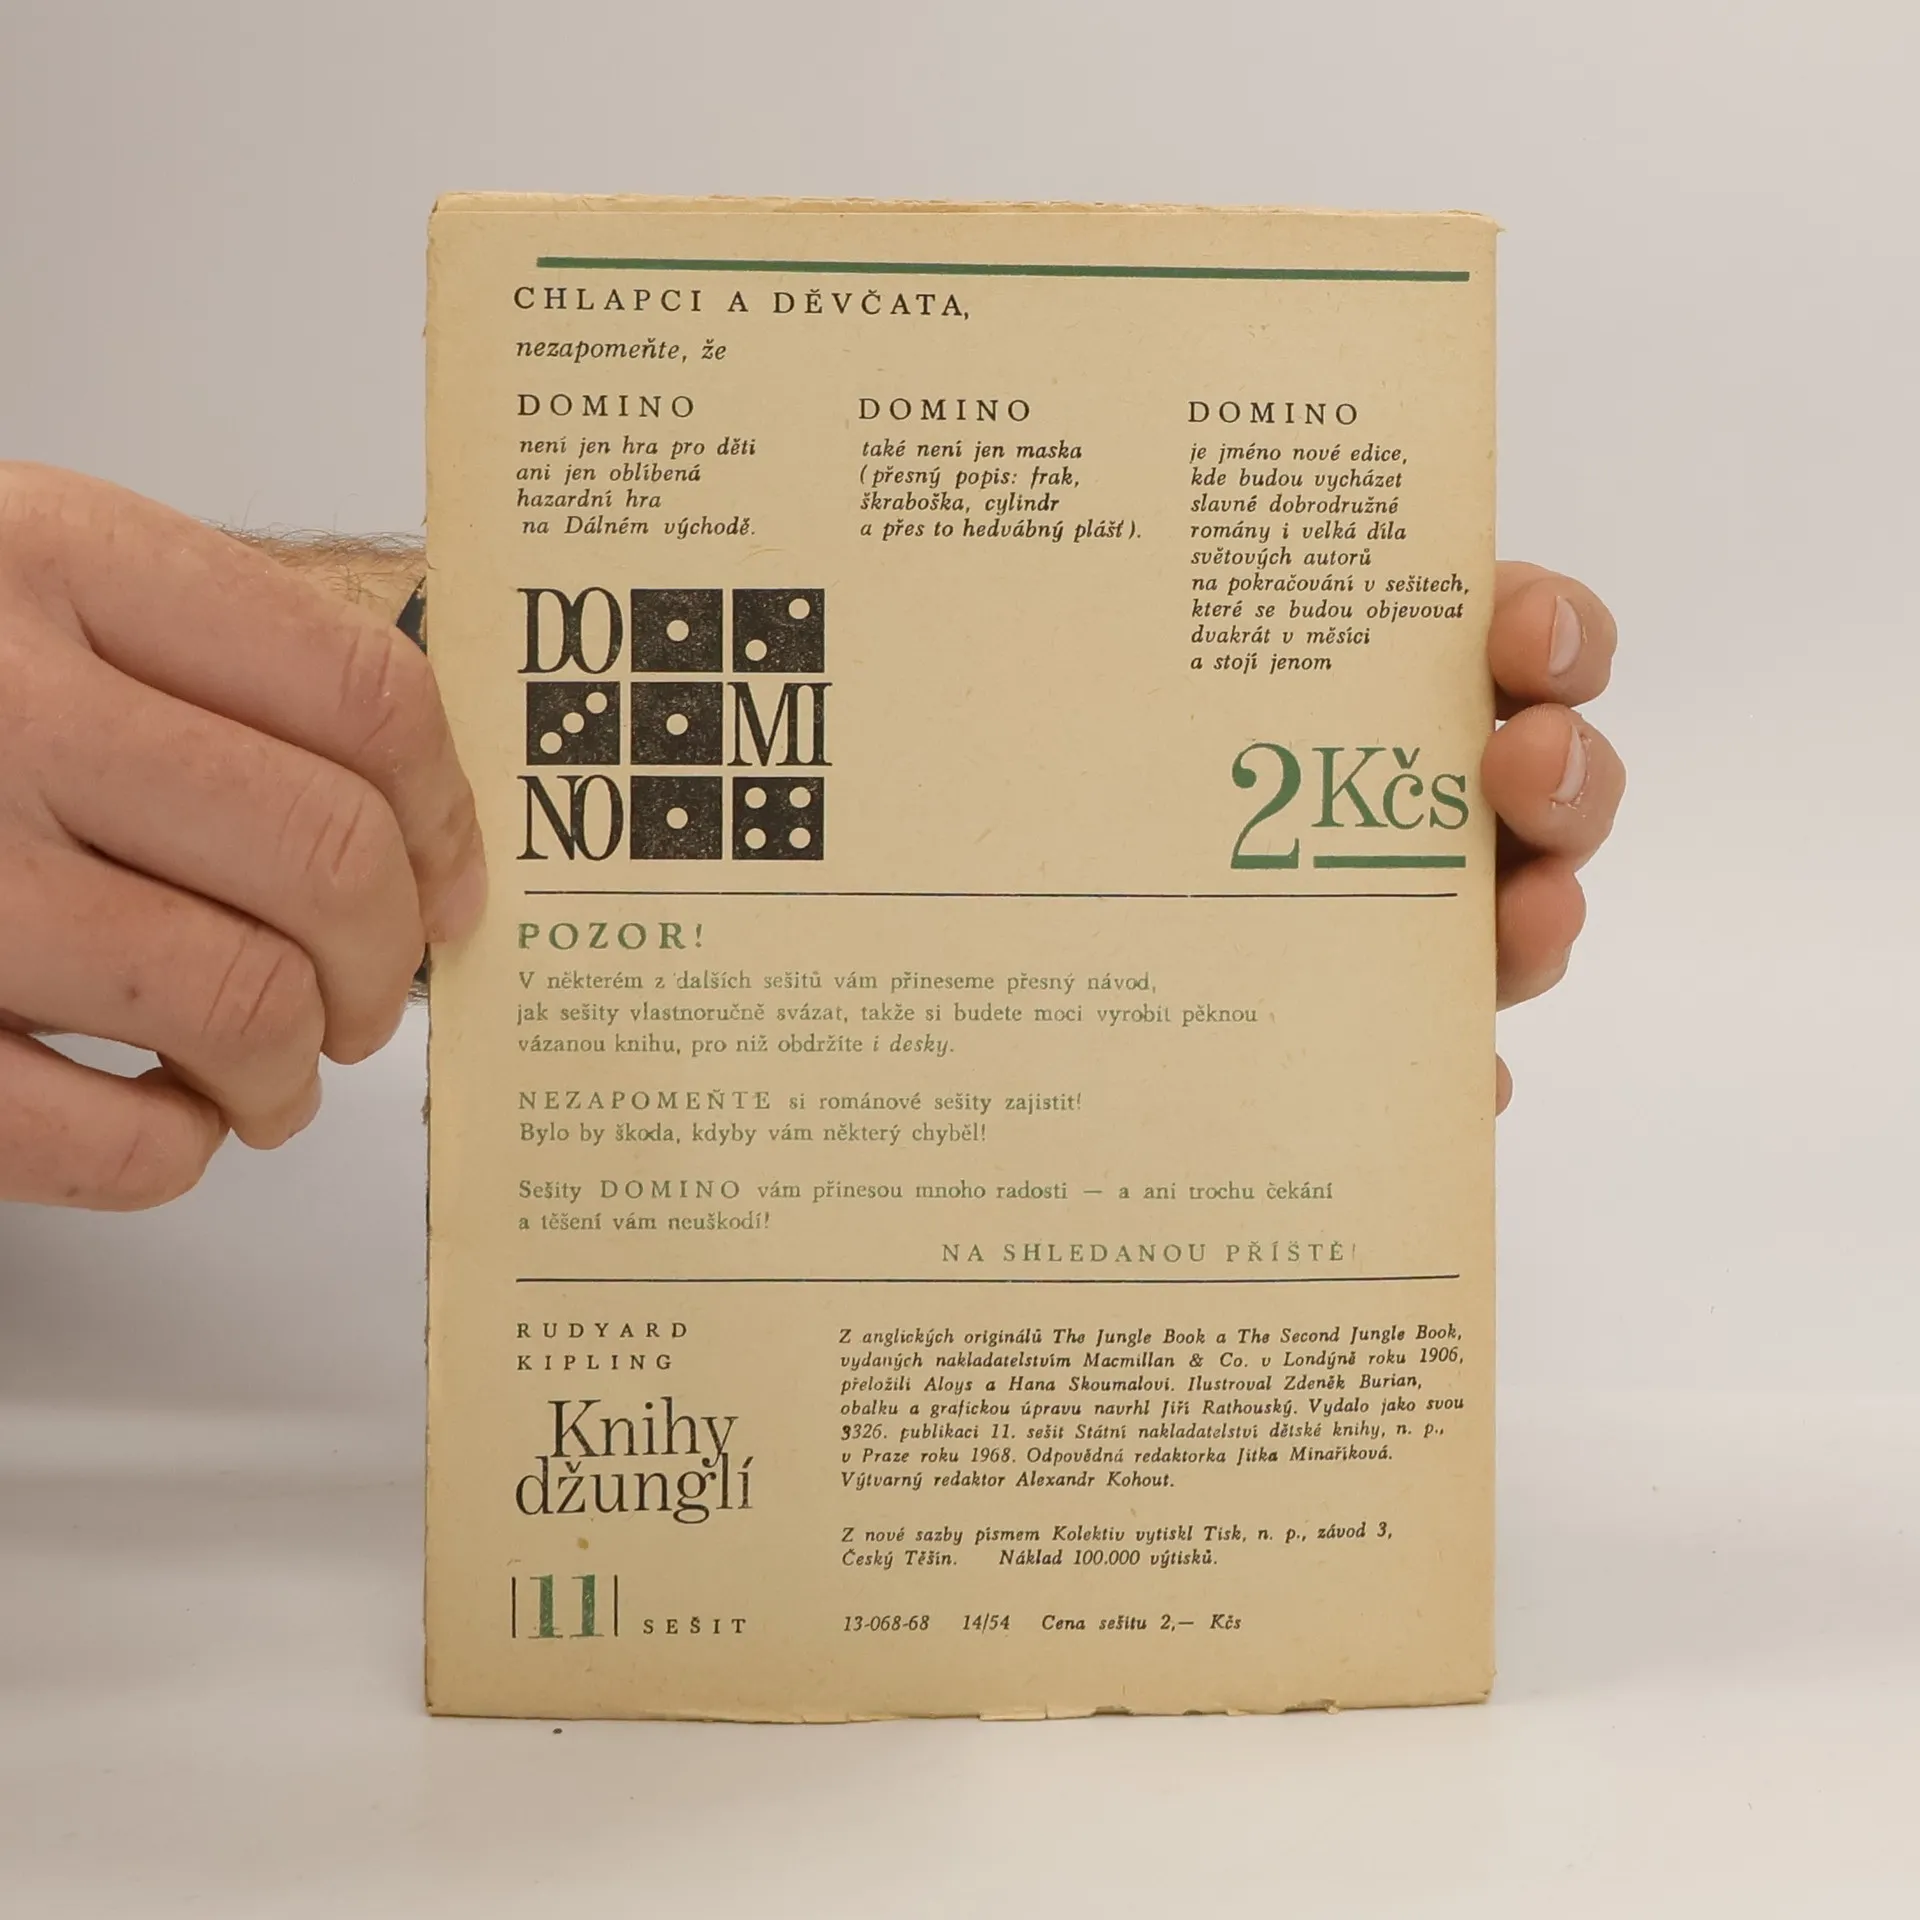 CHLAPCI A DĚVČATA,
nezapomeňte, že
DOMINO
není jen hra pro děti
ani jen oblíbená
hazardní hra
na Dálném východě.
DOMINO
také není jen maska
(přesný popis: frak,
škraboška, cylindr
a přes to hedvábný plášť).
DOMINO
je jméno nové edice,
kde budou vycházet
slavné dobrodružné
romány i velká díla
světových autorů
na pokračování v sešitech,
které se budou objevovat
dvakrát v měsíci
a stojí jenom
DO
MI
NO
2 Kčs
POZOR!
V některém z dalších sešitů vám přineseme přesný návod,
jak sešity vlastnoručně svázat, takže si budete moci vyrobit pěknou
vázanou knihu, pro niž obdržíte i desky.
NEZAPOMEŇTE si románové sešity zajistit!
Bylo by škoda, kdyby vám některý chyběl!
Sešity DOMINO vám přinesou mnoho radosti — a ani trochu čekání
a těšení vám neuškodí!
NA SHLEDANOU PŘÍŠTĚ!
RUDYARD
KIPLING
Knihy
džunglí
11 SEŠIT
Z anglických originálů The Jungle Book a The Second Jungle Book,
vydaných nakladatelstvím Macmillan & Co. v Londýně roku 1906,
přeložili Aloys a Hana Skoumalovi. Ilustroval Zdeněk Burian,
obalku a grafickou úpravu navrhl Jiří Rathouský. Vydalo jako svou
3326. publikaci 11. sešit Státní nakladatelství dětské knihy, n. p.,
v Praze roku 1968. Odpovědná redaktorka Jitka Minaříková.
Výtvarný redaktor Alexandr Kohout.
Z nové sazby písmem Kolektiv vytiskl Tisk, n. p., závod 3,
Český Těšín. Náklad 100.000 výtisků.
13-068-68 14/54 Cena sešitu 2,— Kčs